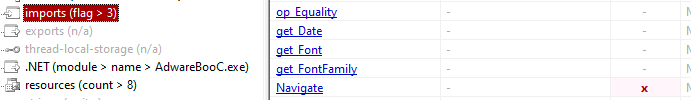 imports (flag > 3)
exports (n/a)
thread-local-storage (n/a)
.NET (module > name > AdwareBooC.exe)
resources (count > 8)
op_Equality - -
get_Date - -
get_Font - -
get_FontFamily - -
Navigate - x